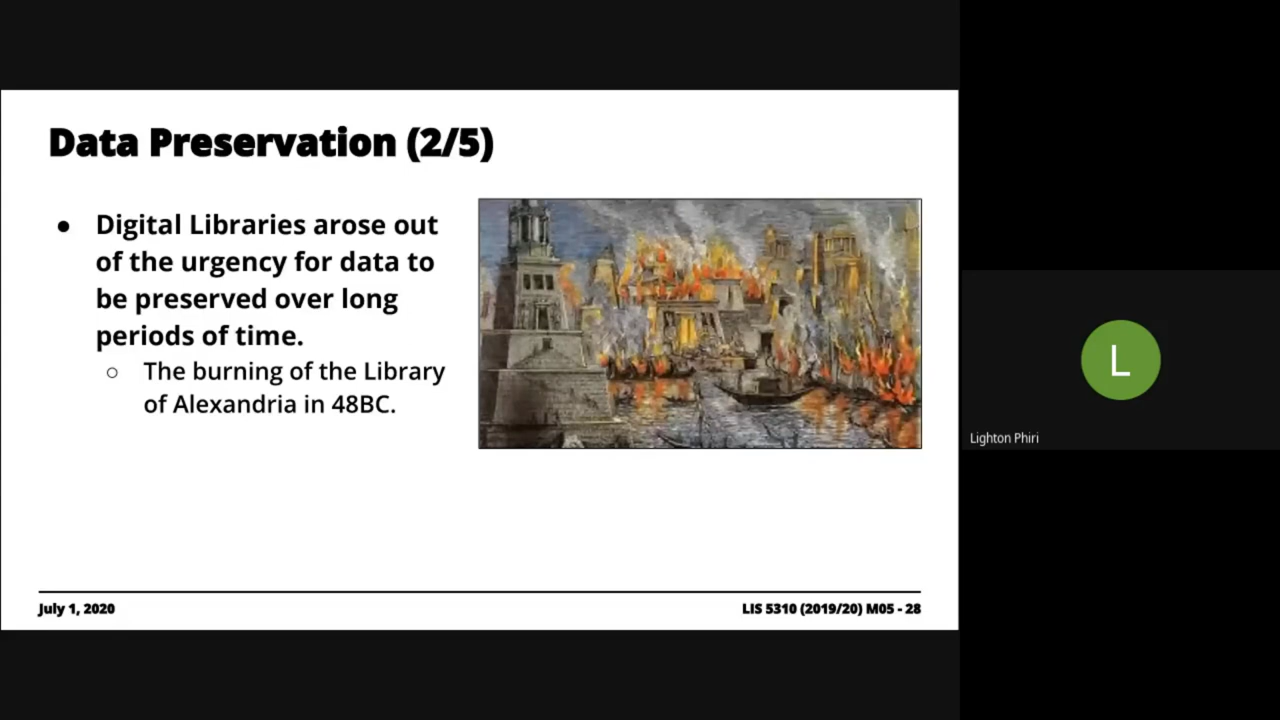 Data Preservation (2/5)
● Digital Libraries arose out
of the urgency for data to
be preserved over long
periods of time.
○ The burning of the Library
of Alexandria in 48BC.
July 1, 2020
LIS 5310 (2019/20) M05 - 28
L
Lighton Phiri